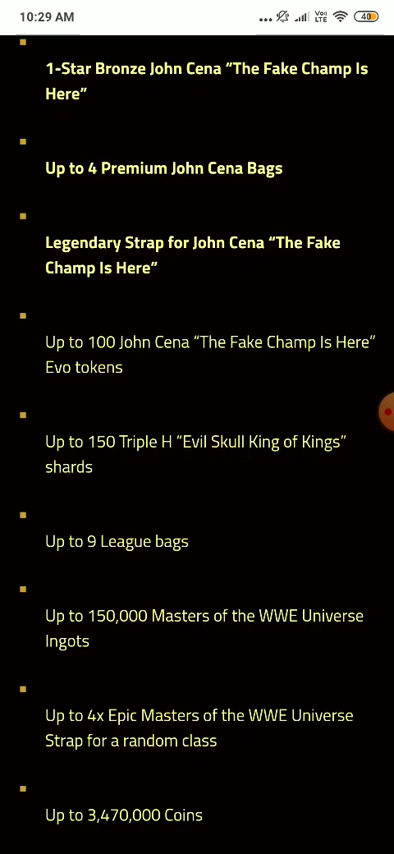 10:29 AM
Vo) LTE
40
1-Star Bronze John Cena “The Fake Champ Is
Here”
Up to 4 Premium John Cena Bags
Legendary Strap for John Cena “The Fake
Champ Is Here”
Up to 100 John Cena “The Fake Champ Is Here”
Evo tokens
Up to 150 Triple H “Evil Skull King of Kings”
shards
Up to 9 League bags
Up to 150,000 Masters of the WWE Universe
Ingots
Up to 4x Epic Masters of the WWE Universe
Strap for a random class
Up to 3,470,000 Coins